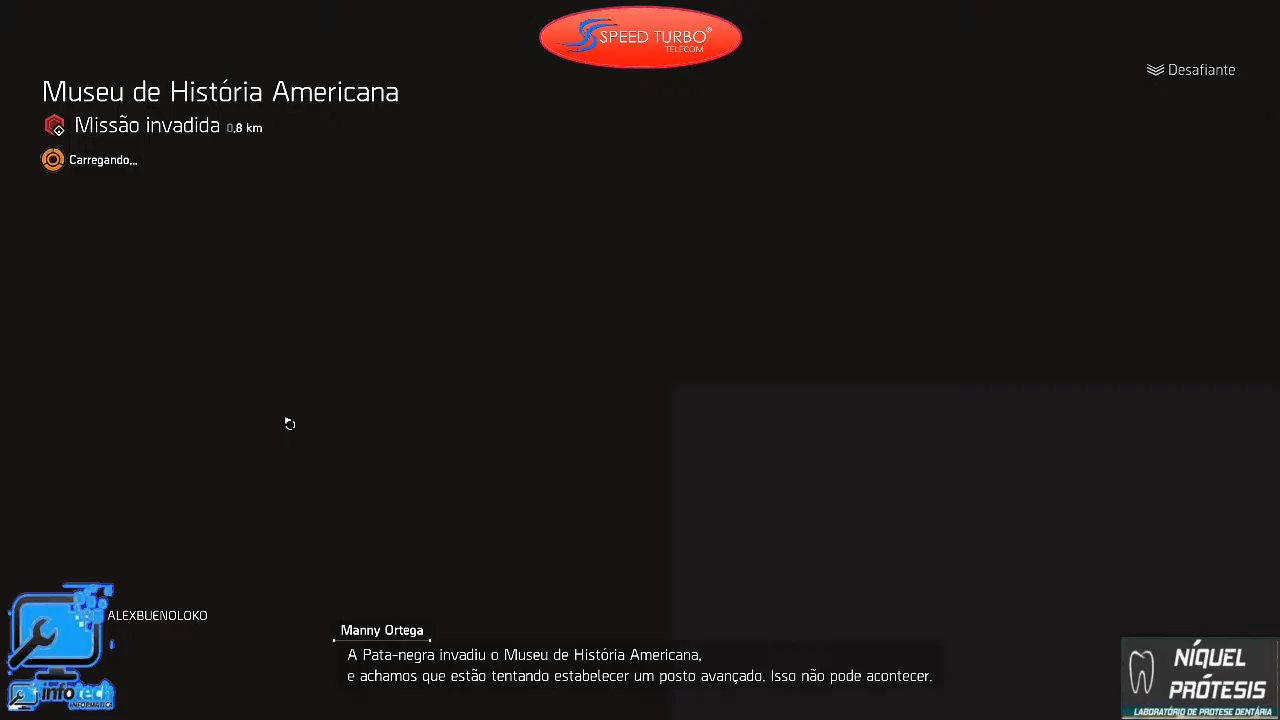 SPEED TURBO®
TELECOM
Desafiante
Museu de História Americana
Missão invadida 0,8 km
Carregando...
ALEXBUENOLOKO
Manny Ortega
A Pata-negra invadiu o Museu de História Americana,
e achamos que estão tentando estabelecer um posto avançado. Isso não pode acontecer.
infotech
INFORMÁTICA
NÍQUEL
PRÓTESIS
LABORATÓRIO DE PROTESE DENTÁRIA